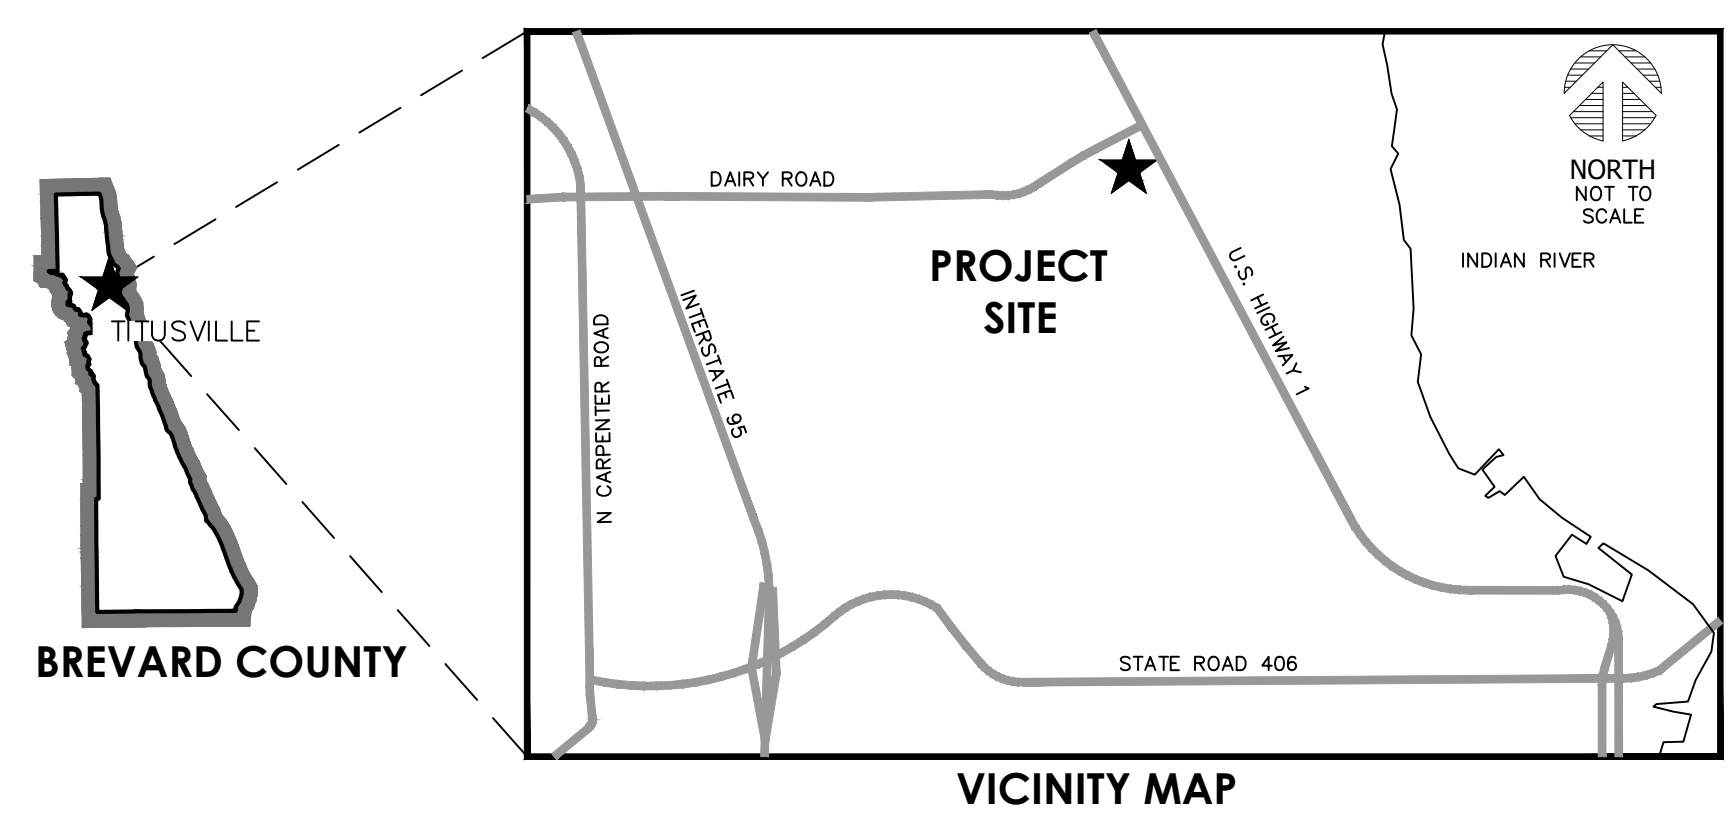 NORTH
NOT TO
SCALE
DAIRY ROAD
PROJECT
SITE
INDIAN RIVER
U.S. HIGHWAY 1
INTERSTATE 95
N CARPENTER ROAD
TITUSVILLE
BREVARD COUNTY
STATE ROAD 406
VICINITY MAP